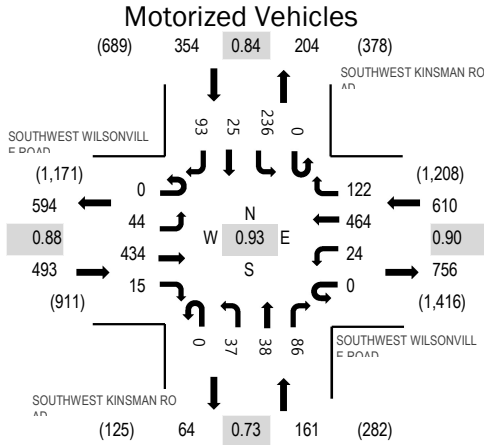 Motorized Vehicles
(689) 354 0.84 204 (378)
SOUTHWEST KINSMAN RO
AD
93 25 236 0
SOUTHWEST WILSONVILL
E ROAD
(1,171) 0 122 (1,208)
594 44 N 464 610
0.88 434 W 0.93 E 24 0.90
493 15 S 0 756
(911) (1,416)
0 37 38 86
SOUTHWEST WILSONVILL
E ROAD
SOUTHWEST KINSMAN RO
AD
(125) 64 0.73 161 (282)